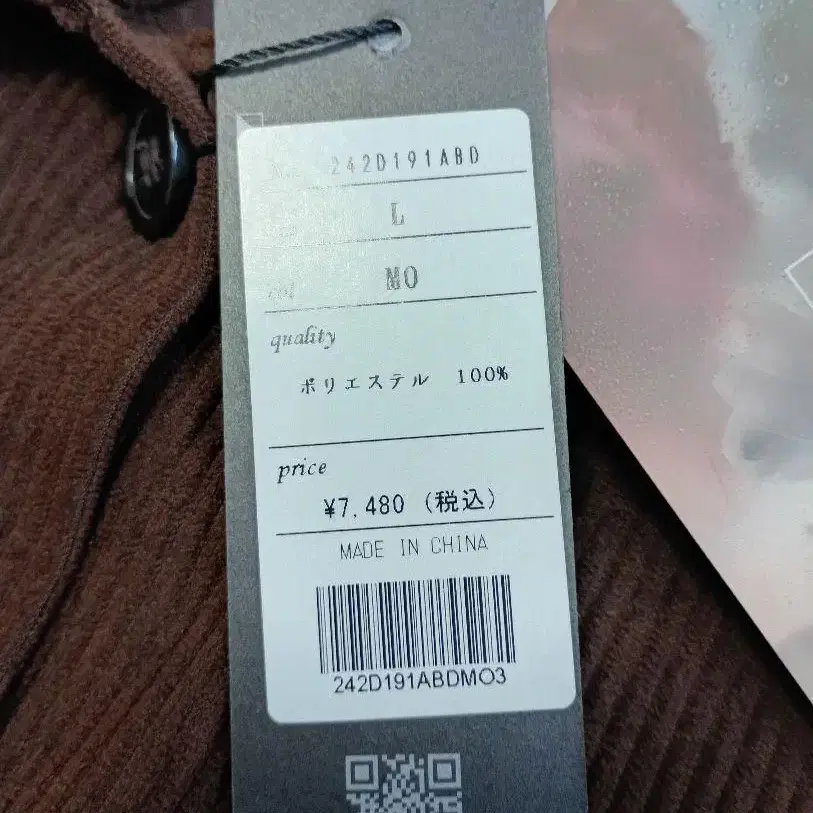 242D191ABD
L
col MO
quality
ポリエステル 100%
price
¥7,480 (税込)
MADE IN CHINA
242D191ABDMO3